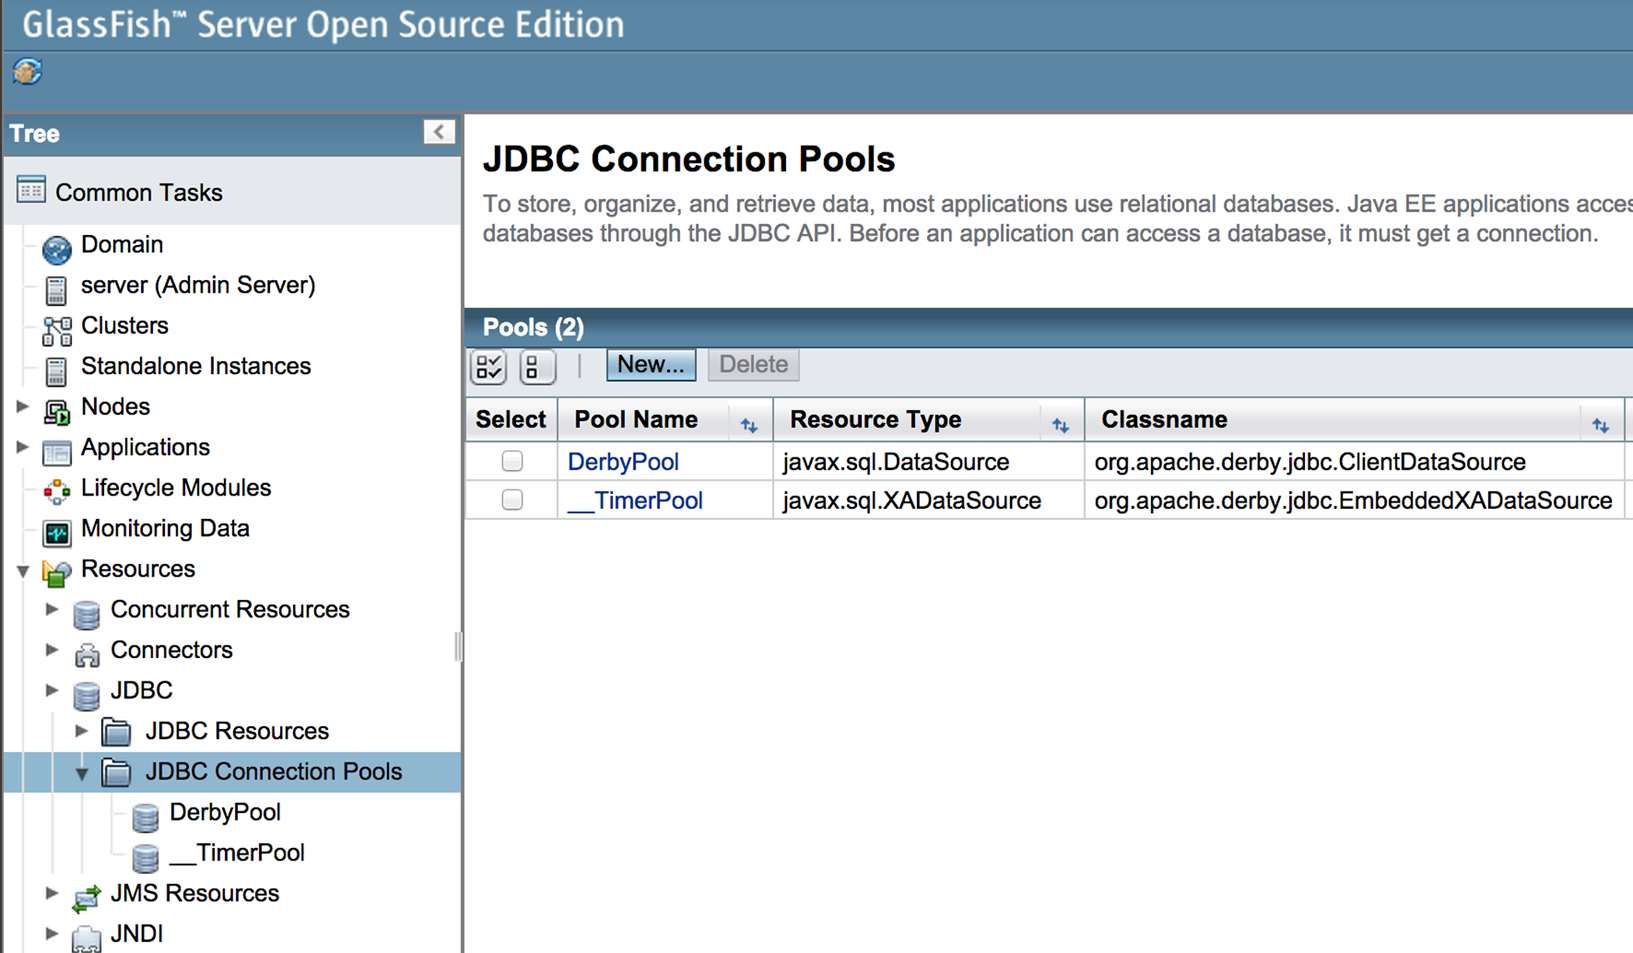 GlassFish™ Server Open Source Edition
Tree
Common Tasks
Domain
server (Admin Server)
Clusters
Standalone Instances
Nodes
Applications
Lifecycle Modules
Monitoring Data
Resources
Concurrent Resources
Connectors
JDBC
JDBC Resources
JDBC Connection Pools
DerbyPool
__TimerPool
JMS Resources
JNDI
JDBC Connection Pools
To store, organize, and retrieve data, most applications use relational databases. Java EE applications acces
databases through the JDBC API. Before an application can access a database, it must get a connection.
Pools (2)
New... Delete
Select Pool Name Resource Type Classname
DerbyPool javax.sql.DataSource org.apache.derby.jdbc.ClientDataSource
__TimerPool javax.sql.XADataSource org.apache.derby.jdbc.EmbeddedXADataSource